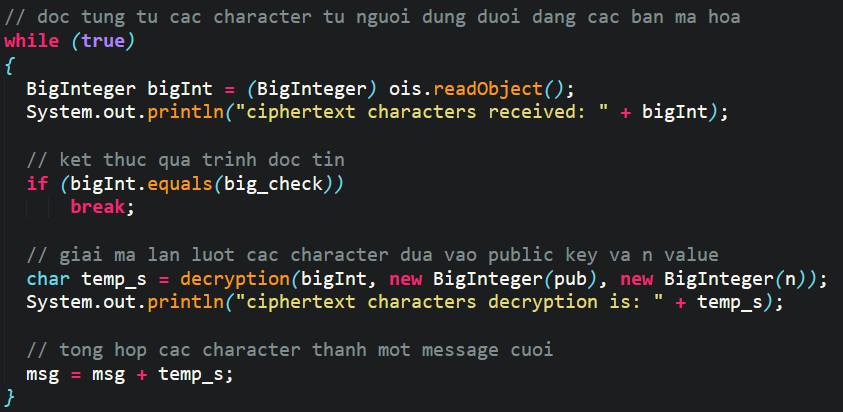 // doc tung tu cac character tu nguoi dung duoi dang cac ban ma hoa
while (true)
{
BigInteger bigInt = (BigInteger) ois.readObject();
System.out.println("ciphertext characters received: " + bigInt);
// ket thuc qua trinh doc tin
if (bigInt.equals(big_check))
break;
// giai ma lan luot cac character dua vao public key va n value
char temp_s = decryption(bigInt, new BigInteger(pub), new BigInteger(n));
System.out.println("ciphertext characters decryption is: " + temp_s);
// tong hop cac character thanh mot message cuoi
msg = msg + temp_s;
}